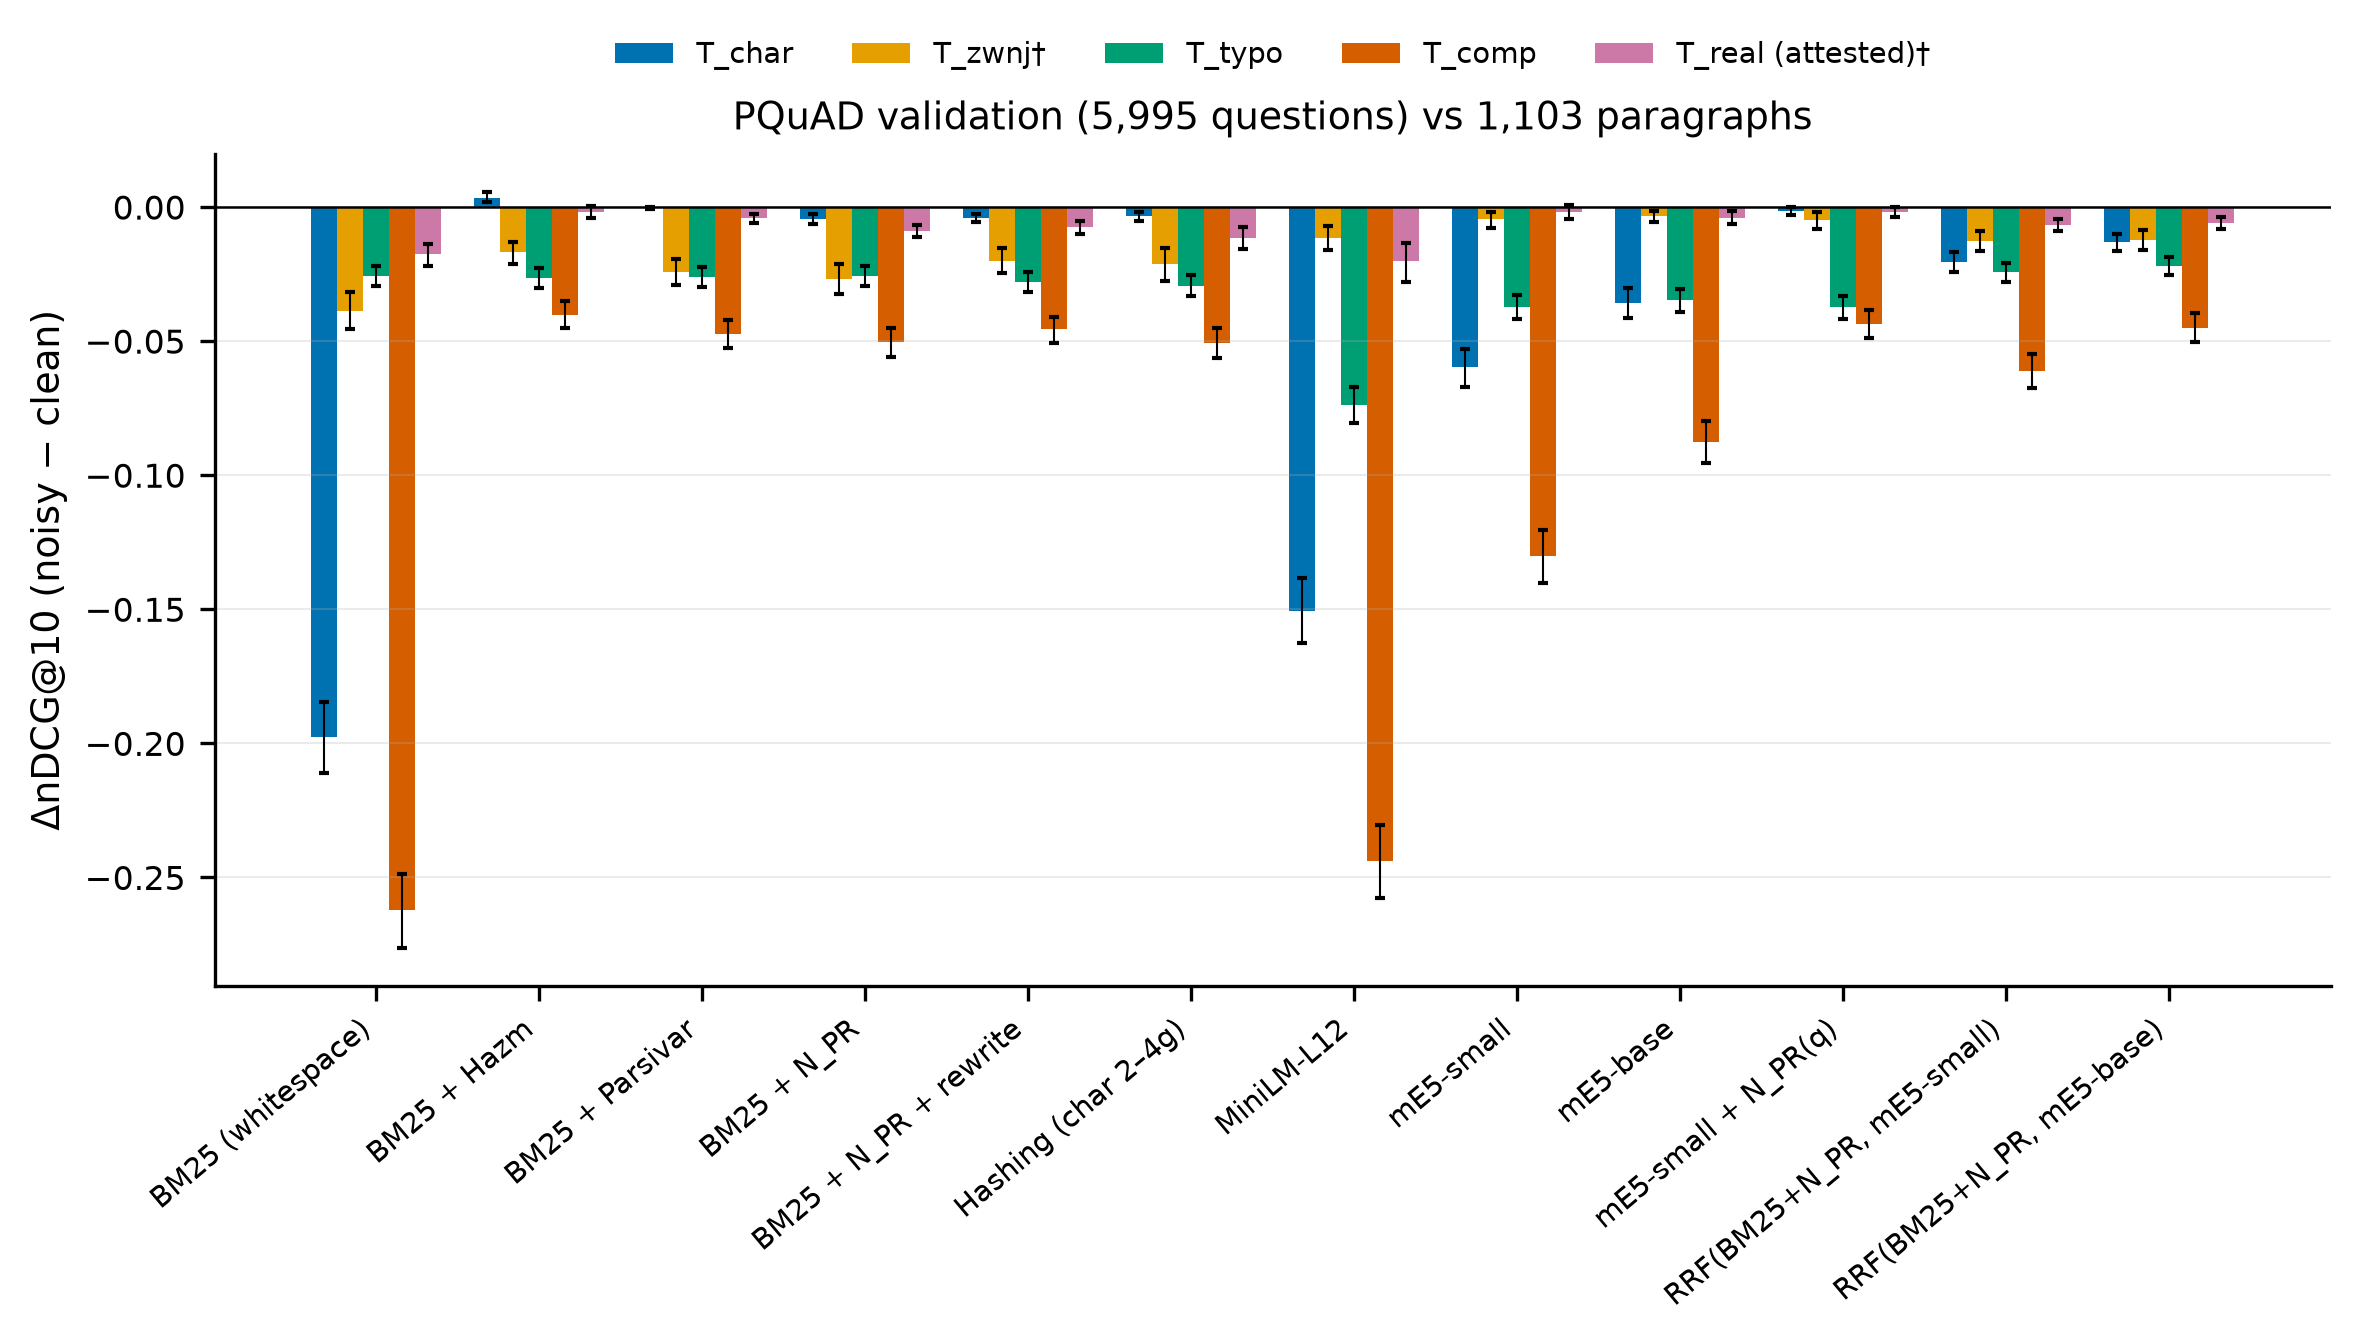 T_char
T_zwnj†
T_typo
T_comp
T_real (attested)†
PQuAD validation (5,995 questions) vs 1,103 paragraphs
ΔnDCG@10 (noisy − clean)
0.00
−0.05
−0.10
−0.15
−0.20
−0.25
BM25 (whitespace)
BM25 + Hazm
BM25 + Parsivar
BM25 + N_PR
BM25 + N_PR + rewrite
Hashing (char 2–4g)
MiniLM-L12
mE5-small
mE5-base
mE5-small + N_PR(q)
RRF(BM25+N_PR, mE5-small)
RRF(BM25+N_PR, mE5-base)